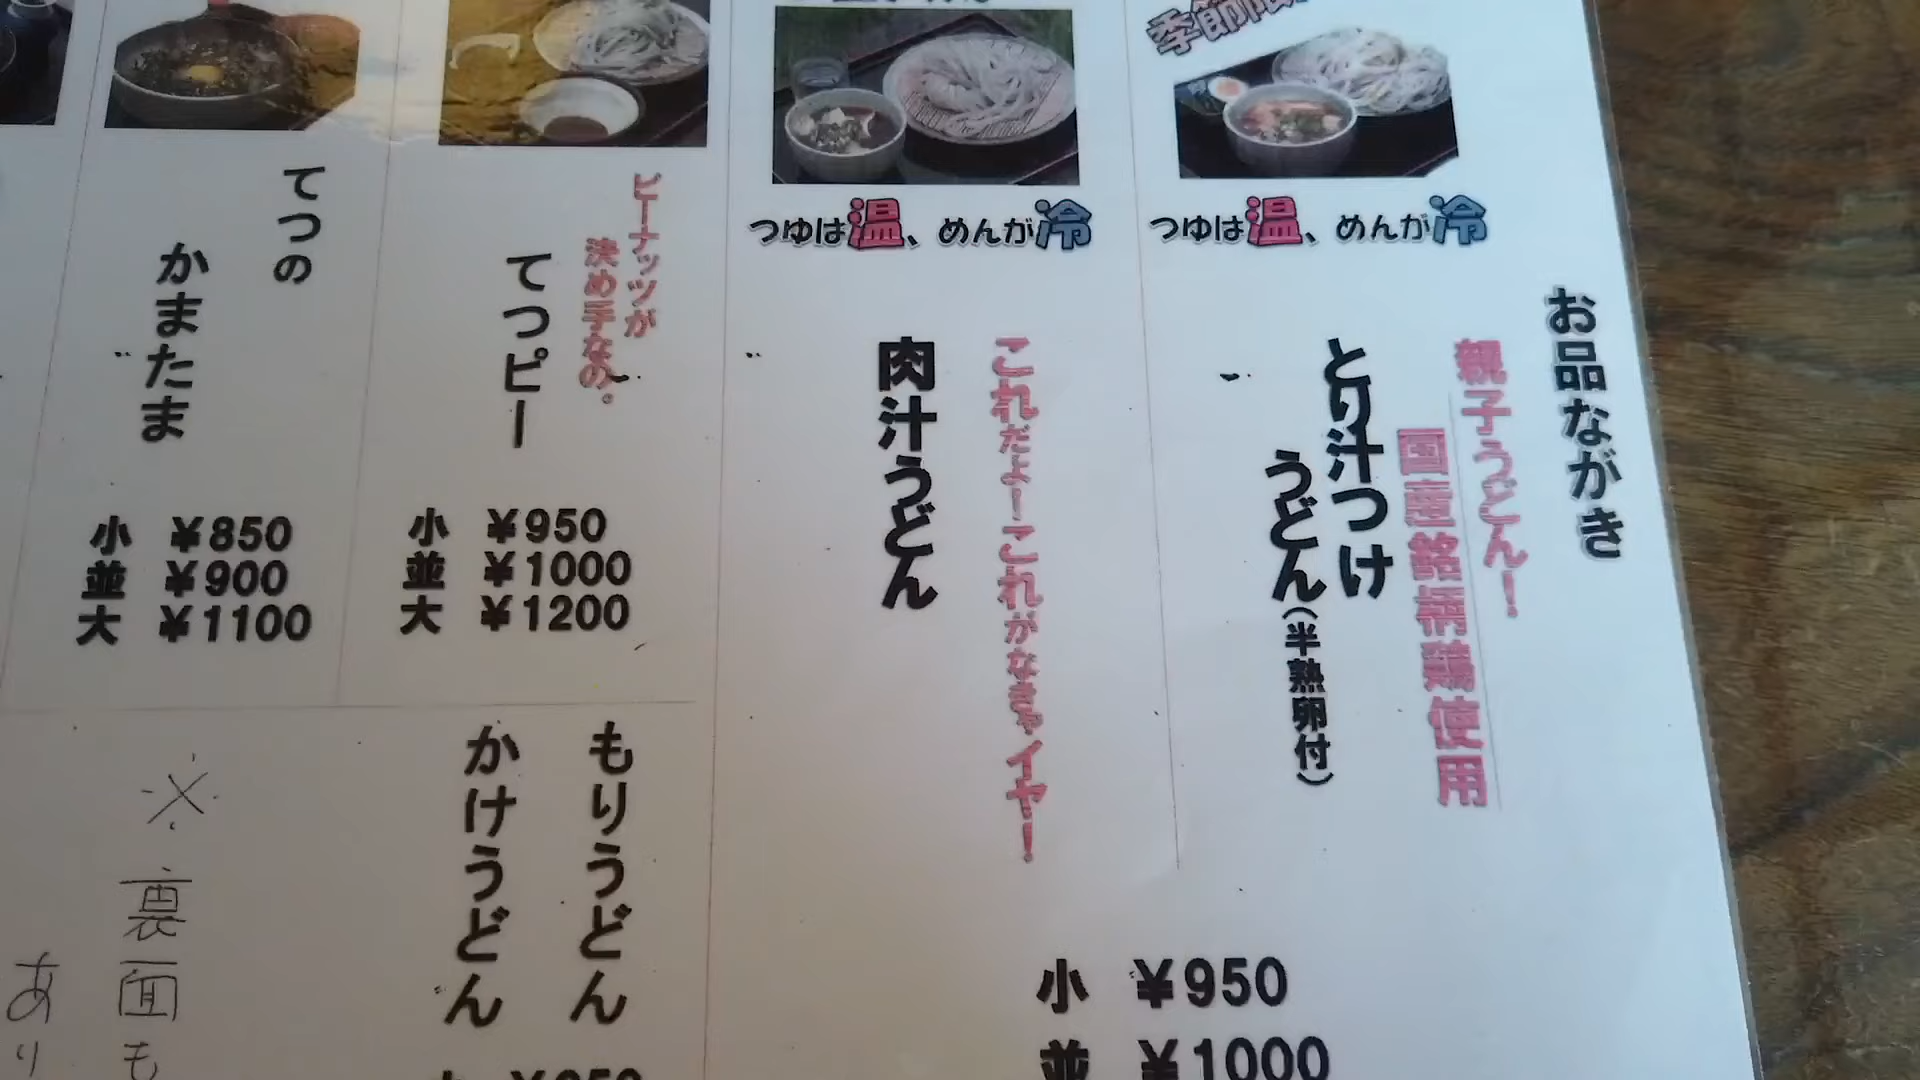 お品ながき
つゆは温、めんが冷
親子うどん！
国産銘柄鶏使用
とり汁つけ
うどん（半熟卵付）
つゆは温、めんが冷
これだよ！これがなきゃイヤ！
肉汁うどん
小 ¥950
並 ¥1000
ピーナッツが
決め手なの。
てつピー
小 ¥950
並 ¥1000
大 ¥1200
てつの
かまたま
小 ¥850
並 ¥900
大 ¥1100
もりうどん
かけうどん
※裏面も
あり